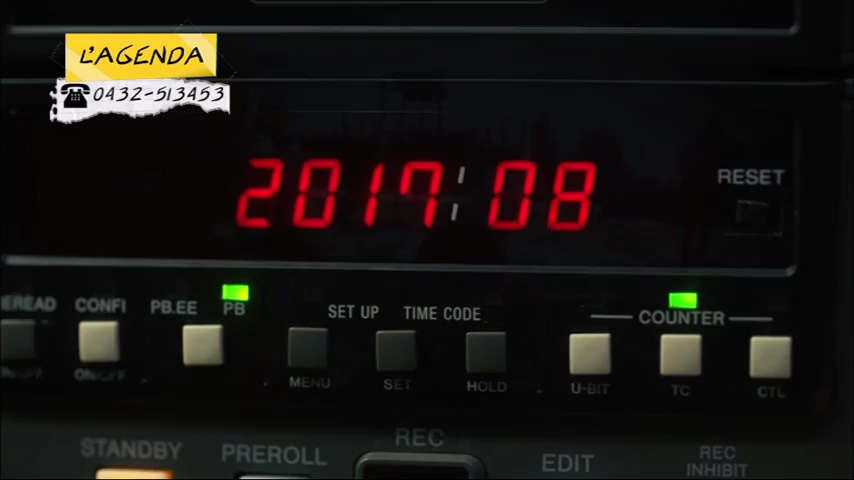 L'AGENDA
0432-513453
2017:08
RESET
CONFI PB.EE PB SET UP TIME CODE COUNTER
ON/OFF MENU SET HOLD U-BIT TC CTL
STANDBY PREROLL REC EDIT REC INHIBIT